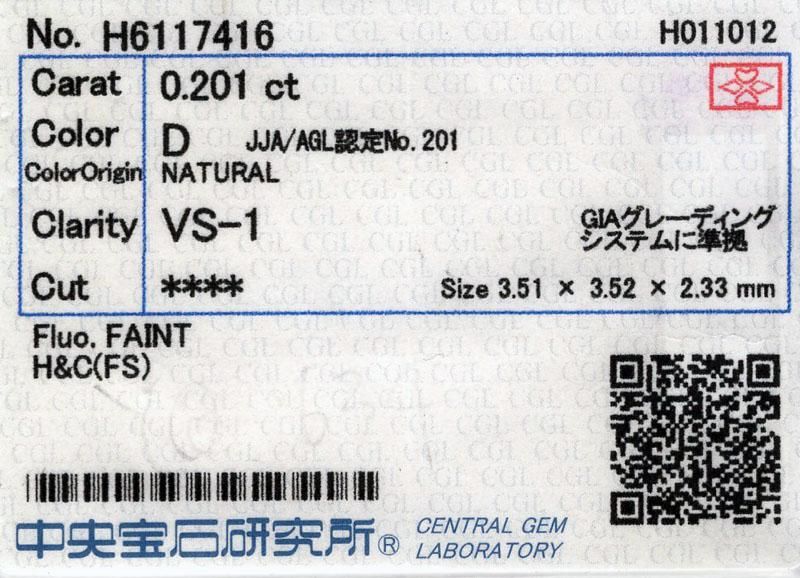 No. H6117416 H011012
Carat 0.201 ct
Color D JJA/AGL認定No. 201
ColorOrigin NATURAL
Clarity VS-1 GIAグレーディング
システムに準拠
Cut **** Size 3.51 × 3.52 × 2.33 mm
Fluo. FAINT
H&C(FS)
中央宝石研究所® CENTRAL GEM
LABORATORY